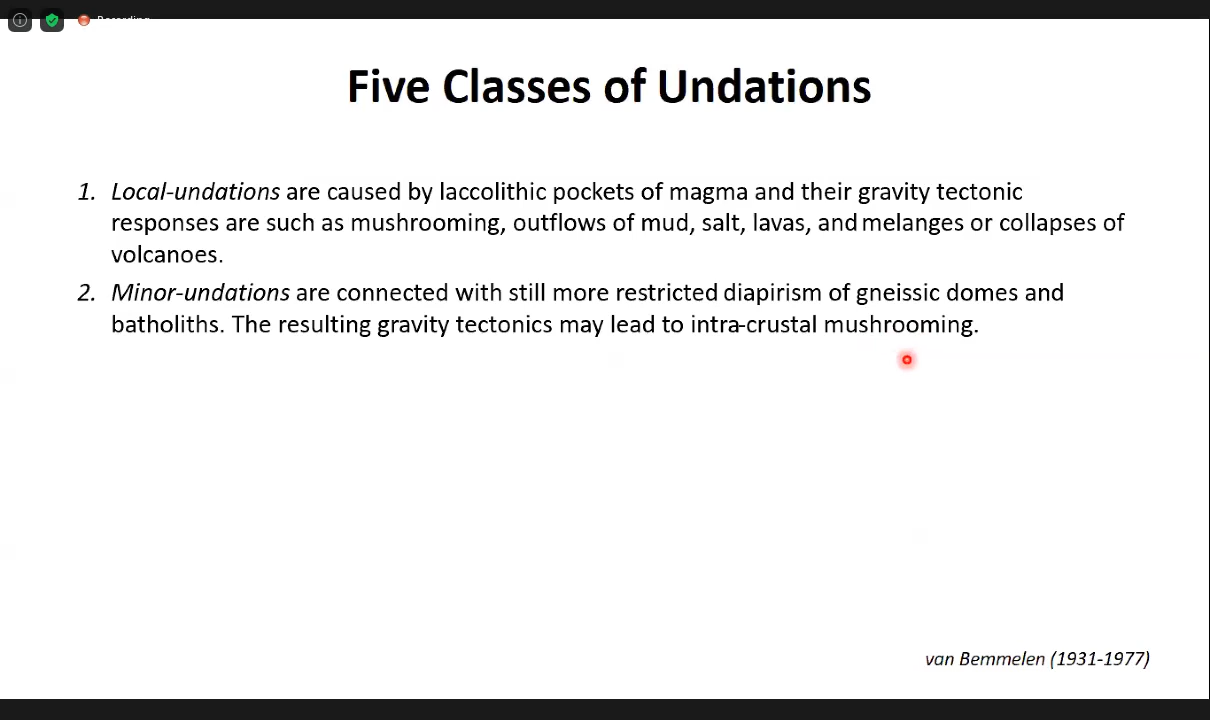 Recording
Five Classes of Undations
1. Local-undations are caused by laccolithic pockets of magma and their gravity tectonic
responses are such as mushrooming, outflows of mud, salt, lavas, and melanges or collapses of
volcanoes.
2. Minor-undations are connected with still more restricted diapirism of gneissic domes and
batholiths. The resulting gravity tectonics may lead to intra-crustal mushrooming.
van Bemmelen (1931-1977)